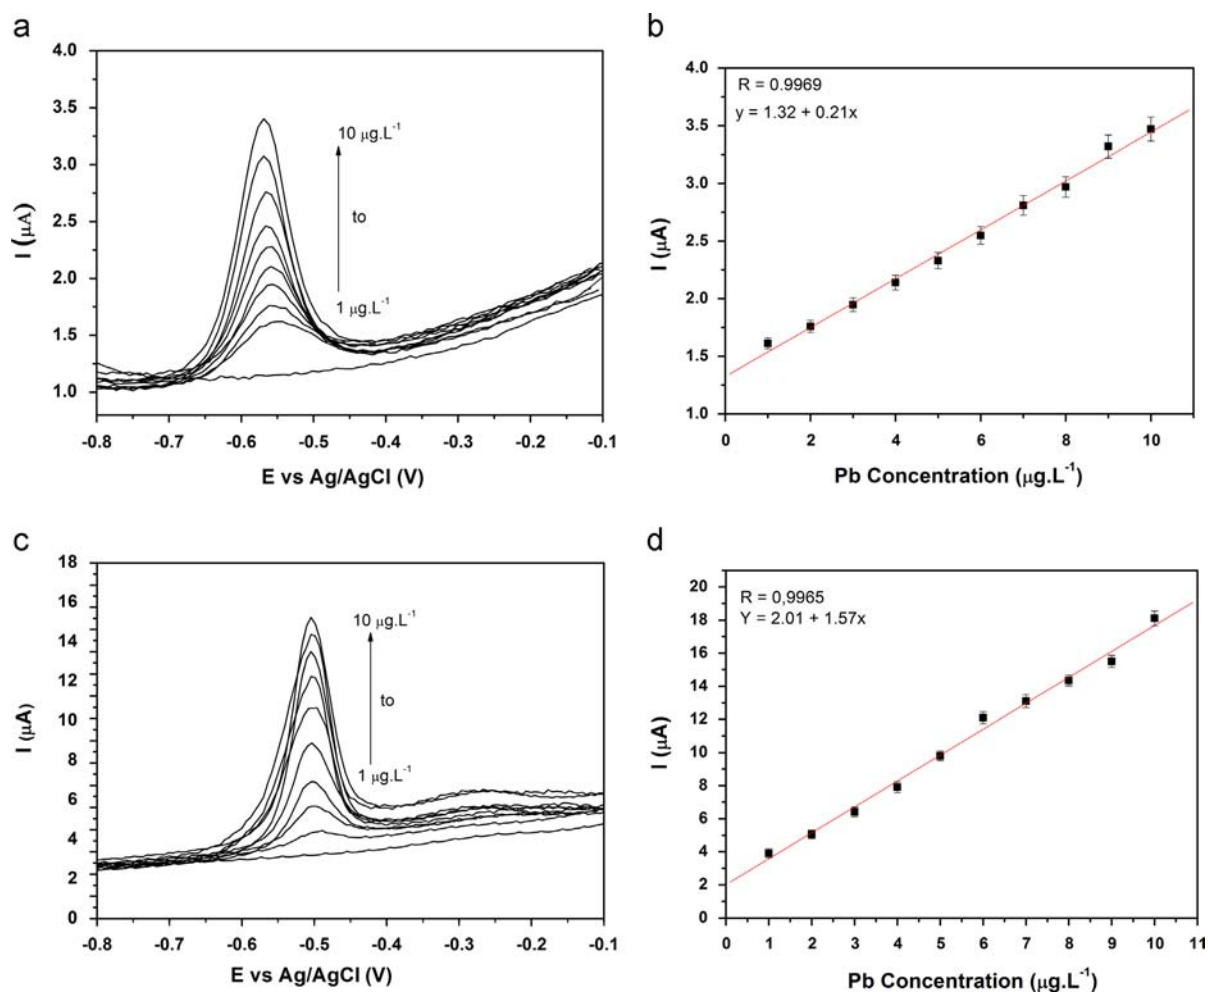 a
4.0
3.5
3.0
2.5
2.0
1.5
1.0
I (μA)
10 μg.L-1
to
1 μg.L-1
-0.8 -0.7 -0.6 -0.5 -0.4 -0.3 -0.2 -0.1
E vs Ag/AgCl (V)
b
R = 0.9969
y = 1.32 + 0.21x
4.0
3.5
3.0
2.5
2.0
1.5
1.0
I (μA)
0 2 4 6 8 10
Pb Concentration (μg.L-1)
c
18
16
14
12
10
8
6
4
2
0
I (μA)
10 μg.L-1
to
1 μg.L-1
-0.8 -0.7 -0.6 -0.5 -0.4 -0.3 -0.2 -0.1
E vs Ag/AgCl (V)
d
R = 0,9965
Y = 2.01 + 1.57x
20
18
16
14
12
10
8
6
4
2
0
I (μA)
0 1 2 3 4 5 6 7 8 9 10 11
Pb Concentration (μg.L-1)